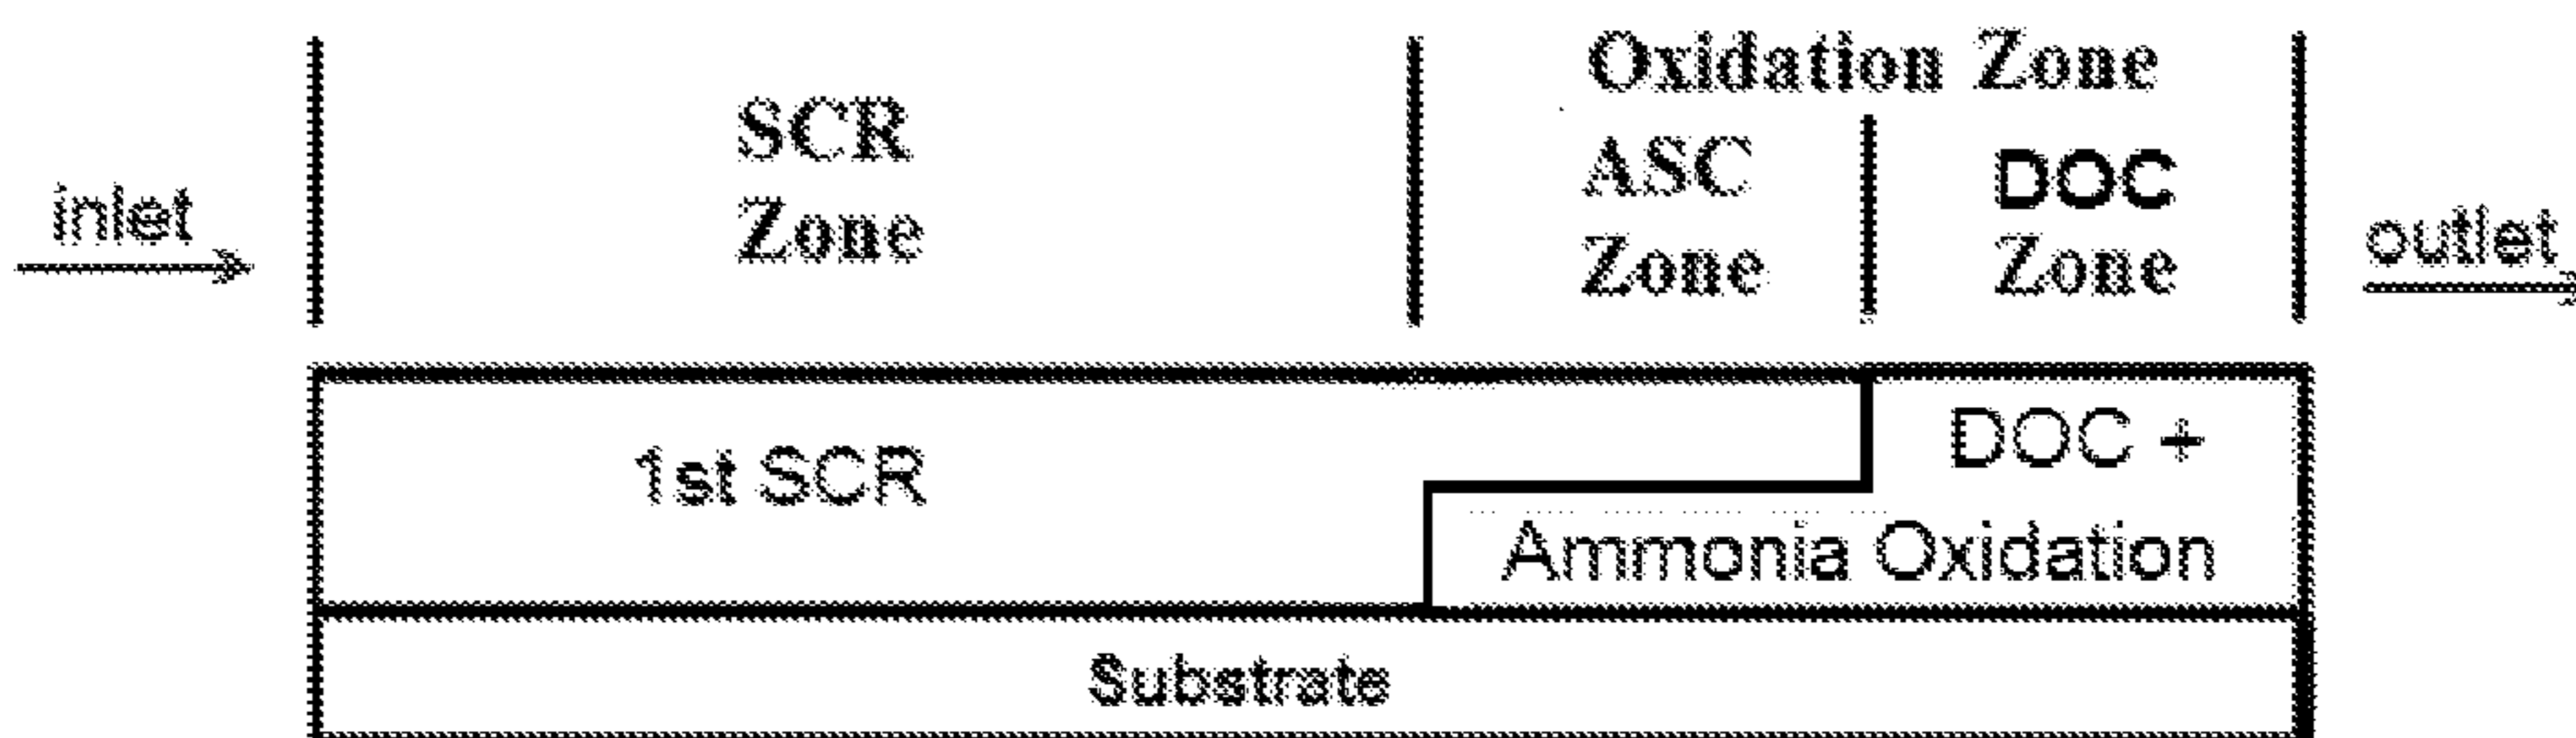 inlet
SCR
Zone
Oxidation Zone
ASC
Zone
DOC
Zone
outlet
1st SCR
DOC +
Ammonia Oxidation
Substrate